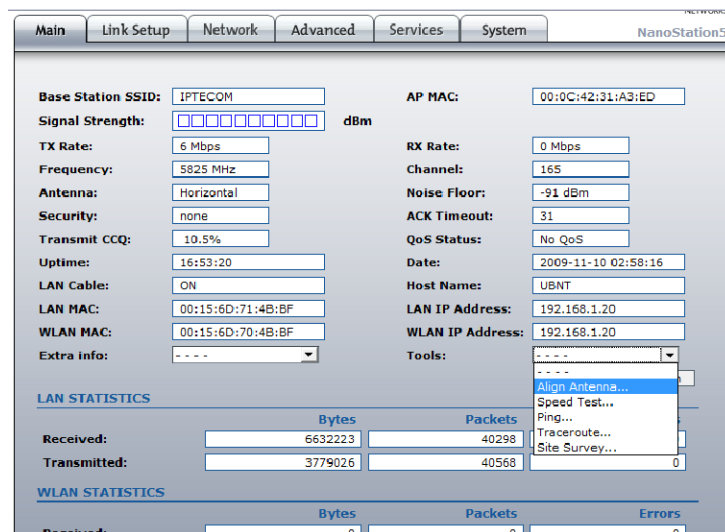 NETWORKS
Main Link Setup Network Advanced Services System NanoStation5
Base Station SSID: IPTECOM AP MAC: 00:0C:42:31:A3:ED
Signal Strength: dBm
TX Rate: 6 Mbps RX Rate: 0 Mbps
Frequency: 5825 MHz Channel: 165
Antenna: Horizontal Noise Floor: -91 dBm
Security: none ACK Timeout: 31
Transmit CCQ: 10.5% QoS Status: No QoS
Uptime: 16:53:20 Date: 2009-11-10 02:58:16
LAN Cable: ON Host Name: UBNT
LAN MAC: 00:15:6D:71:4B:BF LAN IP Address: 192.168.1.20
WLAN MAC: 00:15:6D:70:4B:BF WLAN IP Address: 192.168.1.20
Extra info: - - - - Tools: - - - -
- - - -
Align Antenna...
Speed Test...
Ping...
Traceroute...
Site Survey...
LAN STATISTICS
Bytes Packets
Received: 6632223 40298
Transmitted: 3779026 40568 0
WLAN STATISTICS
Bytes Packets Errors
Received: 0 0 0